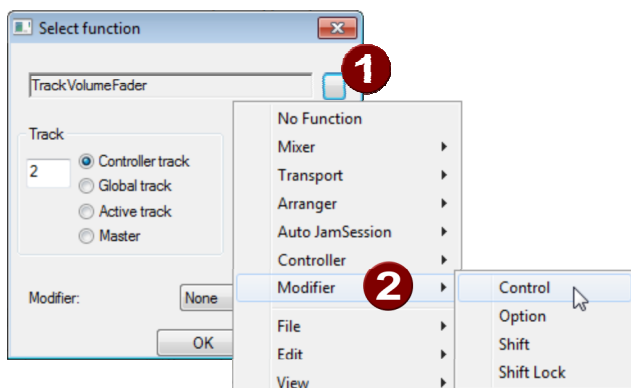 Select function
1
TrackVolumeFader
Track
2
Controller track
Global track
Active track
Master
Modifier:
None
OK
No Function
Mixer
Transport
Arranger
Auto JamSession
Controller
Modifier
2
File
Edit
View
Control
Option
Shift
Shift Lock